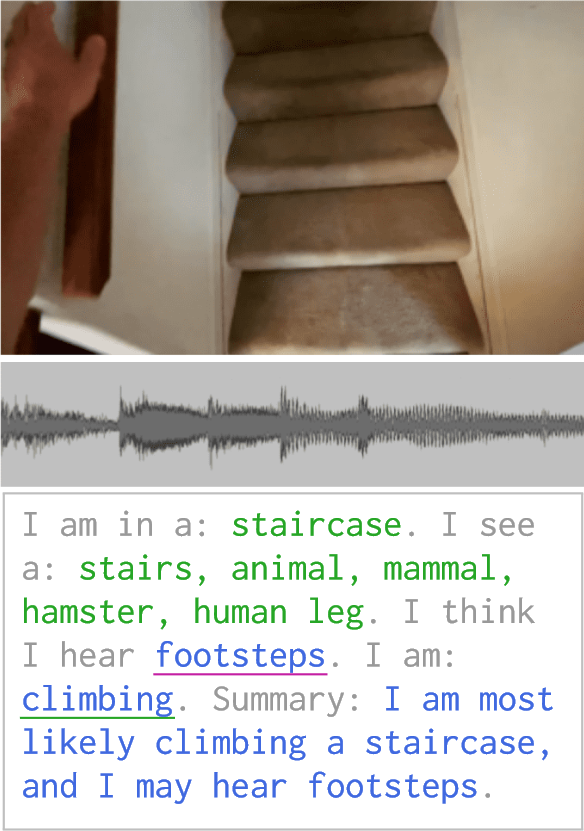 I am in a: staircase. I see
a: stairs, animal, mammal,
hamster, human leg. I think
I hear footsteps. I am:
climbing. Summary: I am most
likely climbing a staircase,
and I may hear footsteps.